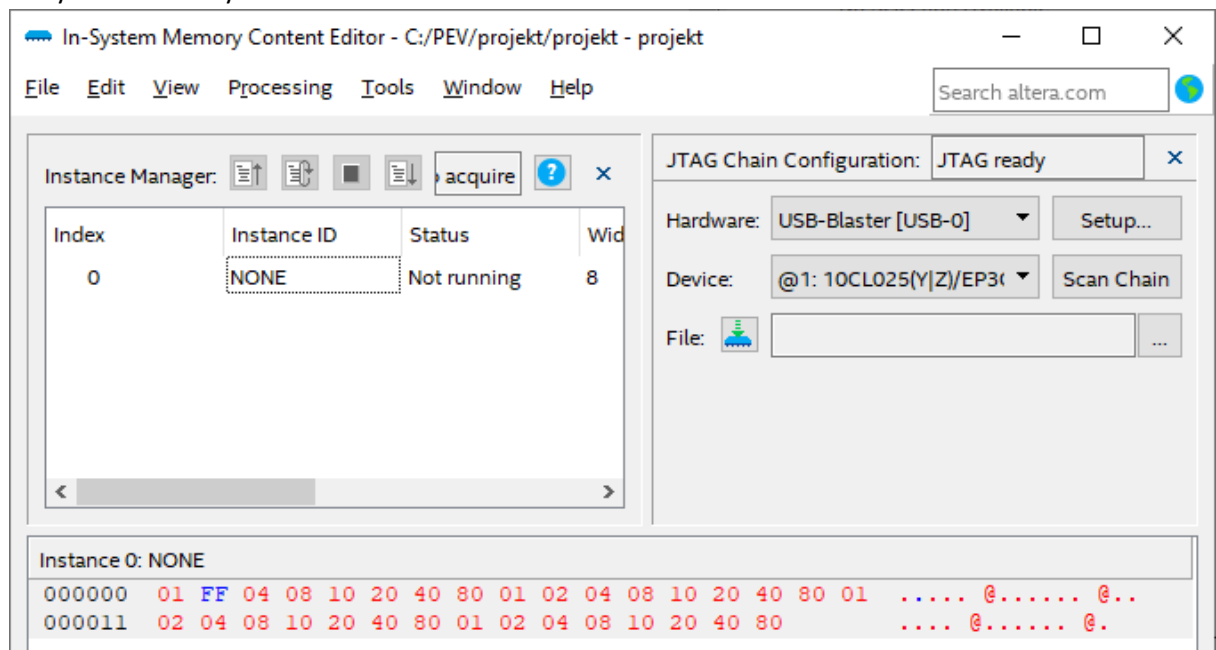 In-System Memory Content Editor - C:/PEV/projekt/projekt - projekt
File Edit View Processing Tools Window Help
Search altera.com
Instance Manager: acquire
Index Instance ID Status Wid
0 NONE Not running 8
JTAG Chain Configuration: JTAG ready
Hardware: USB-Blaster [USB-0] Setup...
Device: @1: 10CL025(Y|Z)/EP3C Scan Chain
File: ...
Instance 0: NONE
000000 01 FF 04 08 10 20 40 80 01 02 04 08 10 20 40 80 01 ..... @...... @..
000011 02 04 08 10 20 40 80 01 02 04 08 10 20 40 80 .... @...... @.